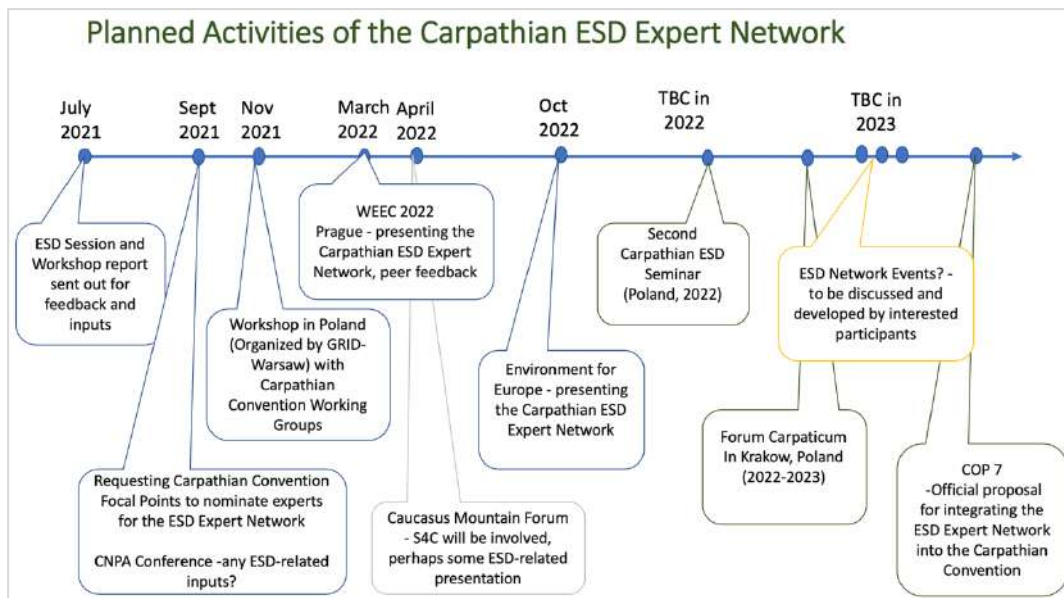 Planned Activities of the Carpathian ESD Expert Network
July
2021
Sept
2021
Nov
2021
March
2022
April
2022
Oct
2022
TBC in
2022
TBC in
2023
ESD Session and
Workshop report
sent out for
feedback and
inputs
Requesting Carpathian Convention
Focal Points to nominate experts
for the ESD Expert Network
CNPA Conference -any ESD-related
inputs?
Workshop in Poland
(Organized by GRID-
Warsaw) with
Carpathian
Convention Working
Groups
WEEC 2022
Prague - presenting the
Carpathian ESD Expert
Network, peer feedback
Caucasus Mountain Forum
- S4C will be involved,
perhaps some ESD-related
presentation
Environment for
Europe - presenting
the Carpathian ESD
Expert Network
Second
Carpathian ESD
Seminar
(Poland, 2022)
Forum Carpaticum
In Krakow, Poland
(2022-2023)
ESD Network Events? -
to be discussed and
developed by interested
participants
COP 7
-Official proposal
for integrating the
ESD Expert Network
into the Carpathian
Convention